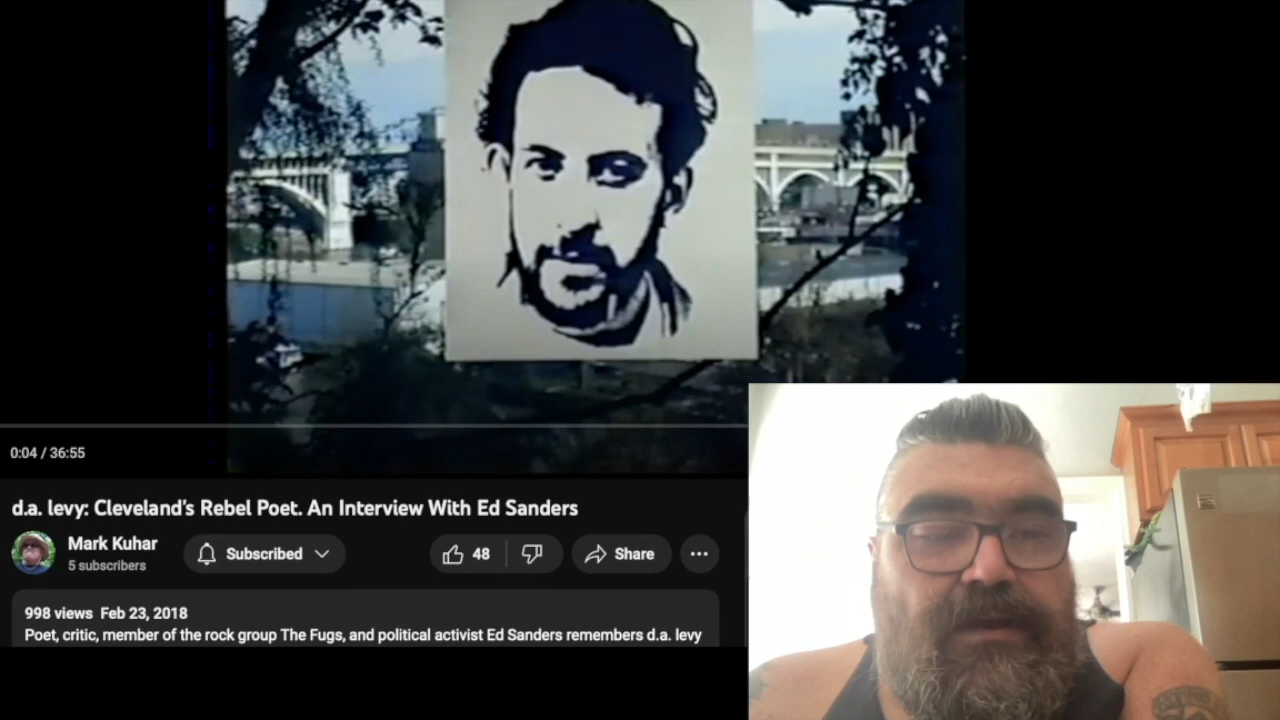 0:04 / 36:55
d.a. levy: Cleveland's Rebel Poet. An Interview With Ed Sanders
Mark Kuhar
5 subscribers
Subscribed
48
Share
998 views Feb 23, 2018
Poet, critic, member of the rock group The Fugs, and political activist Ed Sanders remembers d.a. levy